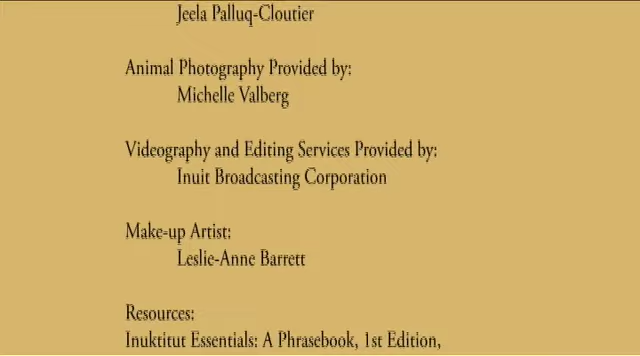 Jeela Palluq-Cloutier
Animal Photography Provided by:
Michelle Valberg
Videography and Editing Services Provided by:
Inuit Broadcasting Corporation
Make-up Artist:
Leslie-Anne Barrett
Resources:
Inuktitut Essentials: A Phrasebook, 1st Edition,